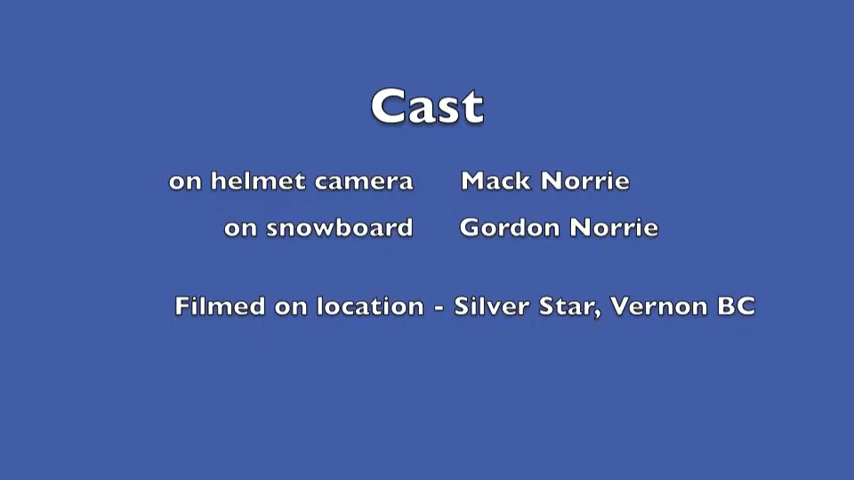 Cast
on helmet camera Mack Norrie
on snowboard Gordon Norrie
Filmed on location - Silver Star, Vernon BC